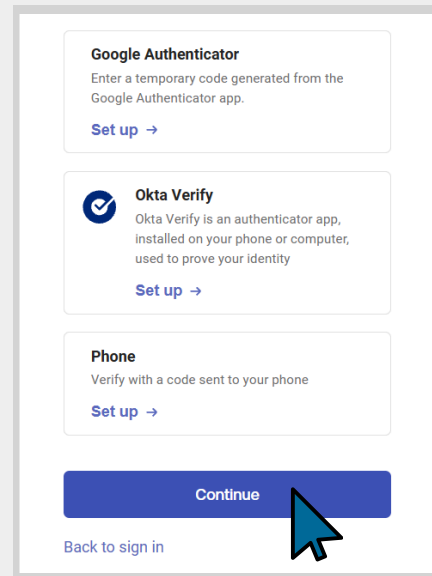 Google Authenticator
Enter a temporary code generated from the
Google Authenticator app.
Set up →
Okta Verify
Okta Verify is an authenticator app,
installed on your phone or computer,
used to prove your identity
Set up →
Phone
Verify with a code sent to your phone
Set up →
Continue
Back to sign in